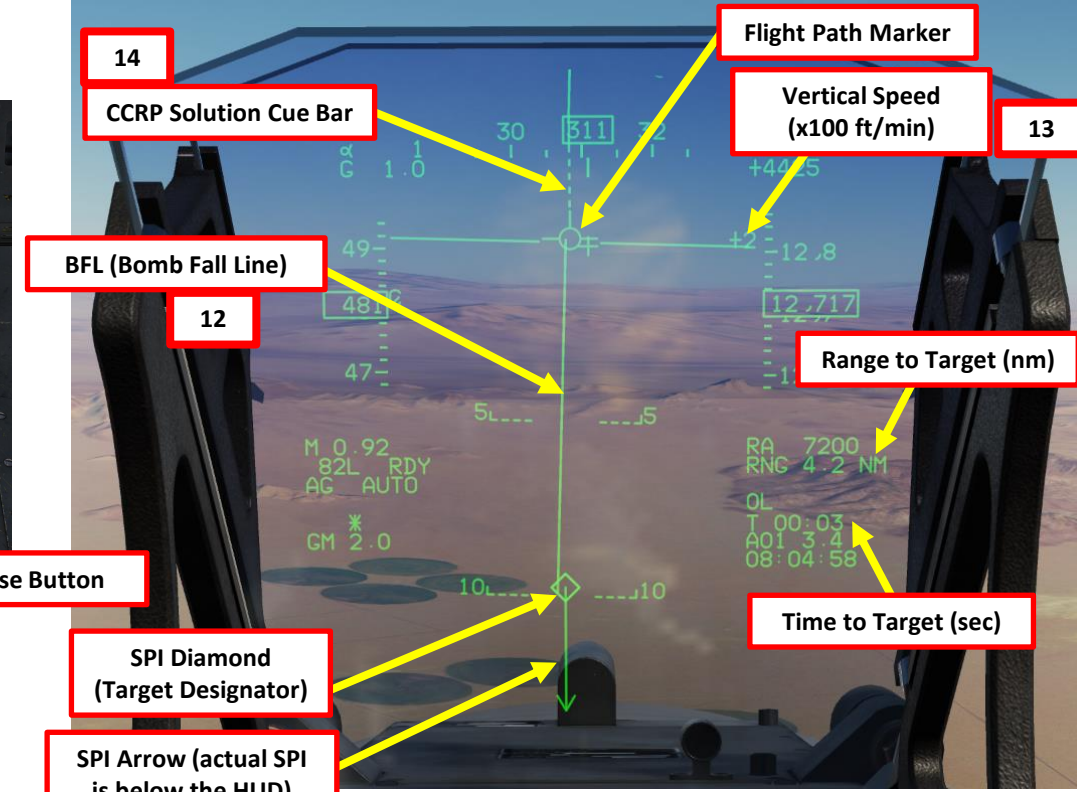 14
Flight Path Marker
CCRP Solution Cue Bar
Vertical Speed
(x100 ft/min)
13
30 311 32
α 1
G 1.0
+4425
BFL (Bomb Fall Line)
12
49
481G
47
+2
12,8
12,717
Range to Target (nm)
5 5
M 0.92
82L RDY
AG AUTO
GM 2.0
RA 7200
RNG 4.2 NM
OL
T 00:03
AO1 3.4
08:04:58
se Button
10 10
Time to Target (sec)
SPI Diamond
(Target Designator)
SPI Arrow (actual SPI
is below the HUD)